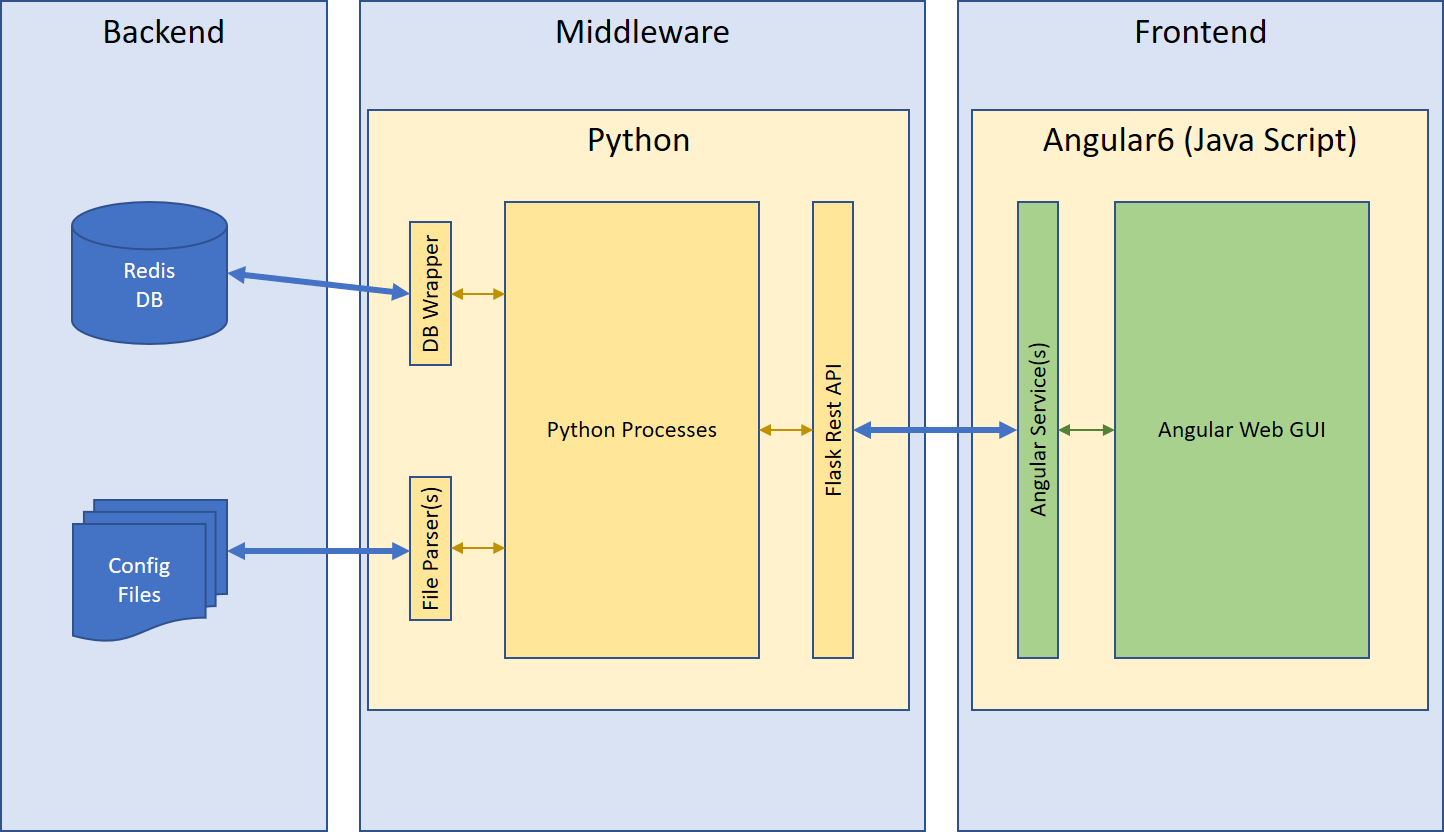 Backend
Middleware
Frontend
Python
Angular6 (Java Script)
Redis
DB
DB Wrapper
Config
Files
File Parser(s)
Python Processes
Flask Rest API
Angular Service(s)
Angular Web GUI